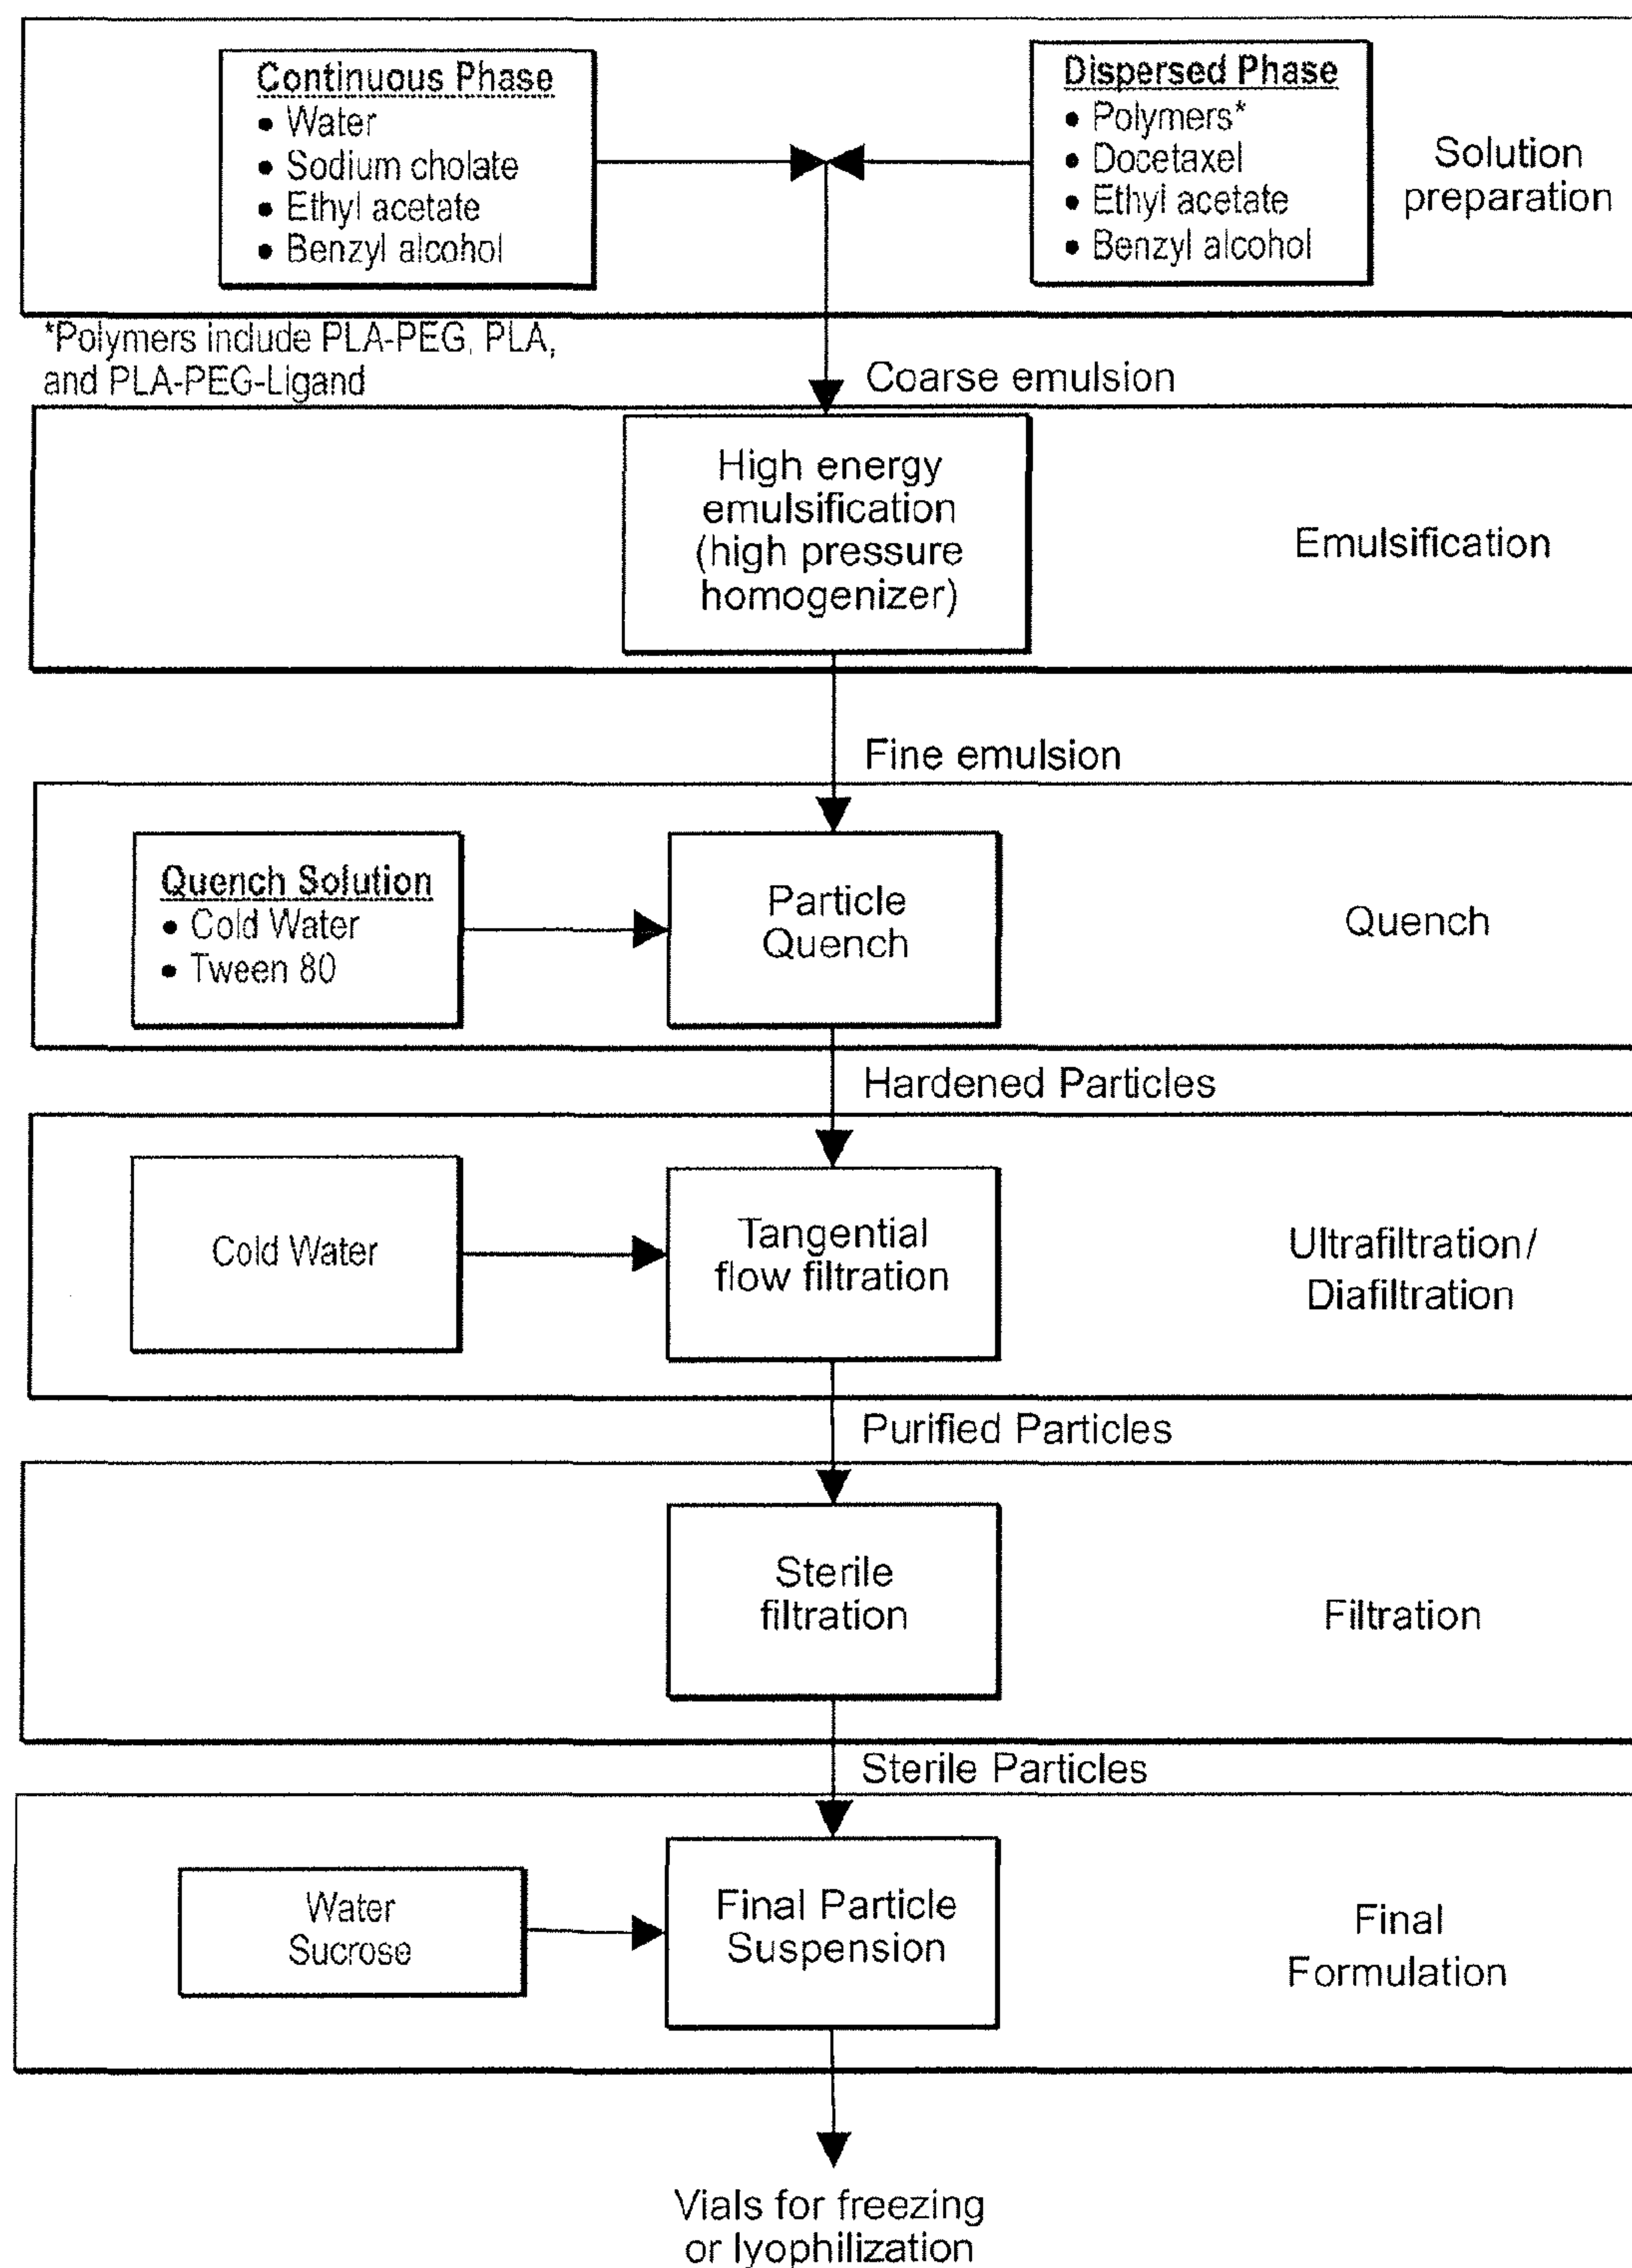 Continuous Phase
• Water
• Sodium cholate
• Ethyl acetate
• Benzyl alcohol
Dispersed Phase
• Polymers*
• Docetaxel
• Ethyl acetate
• Benzyl alcohol
Solution
preparation
*Polymers include PLA-PEG, PLA,
and PLA-PEG-Ligand
Coarse emulsion
High energy
emulsification
(high pressure
homogenizer)
Emulsification
Fine emulsion
Quench Solution
• Cold Water
• Tween 80
Particle
Quench
Quench
Hardened Particles
Cold Water
Tangential
flow filtration
Ultrafiltration/
Diafiltration
Purified Particles
Sterile
filtration
Filtration
Sterile Particles
Water
Sucrose
Final Particle
Suspension
Final
Formulation
Vials for freezing
or lyophilization